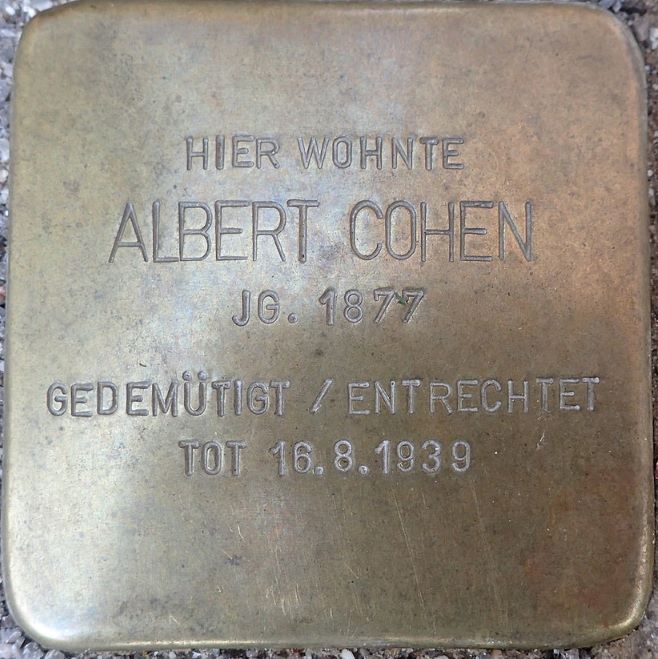 HIER WOHNTE
ALBERT COHEN
JG. 1877
GEDEMÜTIGT / ENTRECHTET
TOT 16.8.1939